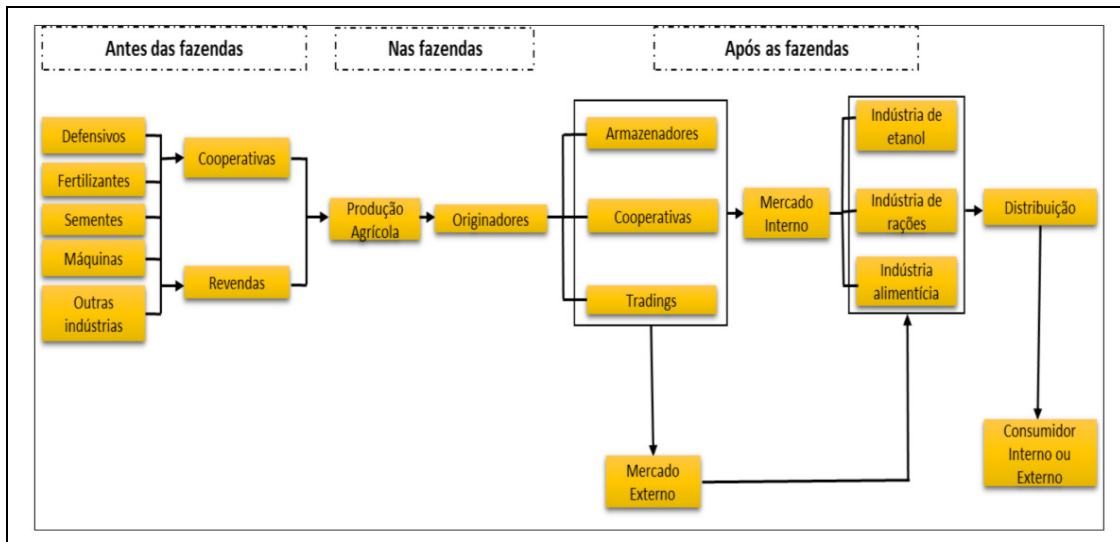 Antes das fazendas
Nas fazendas
Após as fazendas
Defensivos
Fertilizantes
Sementes
Máquinas
Outras
indústrias
Cooperativas
Revendas
Produção
Agrícola
Originadores
Armazenadores
Cooperativas
Tradings
Mercado
Interno
Mercado
Externo
Indústria de
etanol
Indústria de
rações
Indústria
alimentícia
Distribuição
Consumidor
Interno ou
Externo